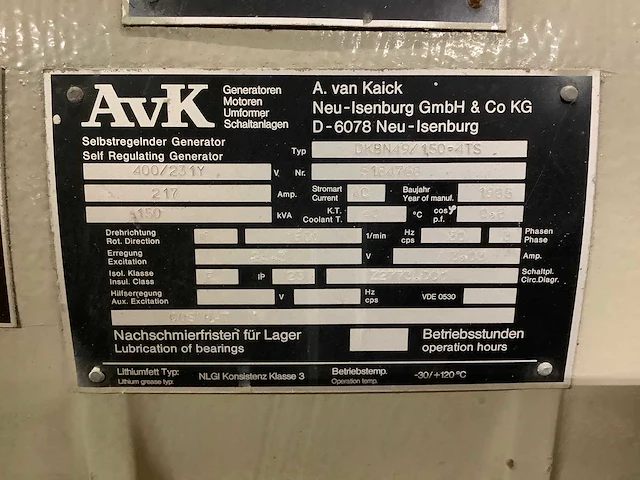 AvK
Generatoren
Motoren
Umformer
Schaltanlagen
A. van Kaick
Neu-Isenburg GmbH & Co KG
D-6078 Neu-Isenburg
Selbstregelnder Generator
Self Regulating Generator
Typ DKBN49/150-4TS
400/231Y V Nr.
217 Amp. Stromart Current Baujahr Year of manuf.
150 kVA K.T. Coolant T. °C cosφ p.f.
Drehrichtung Rot. Direction 1/min Hz cps Phasen Phase
Erregung Excitation V Amp.
Isol. Klasse Insul. Class IP Schaltpl. Circ.Diagr.
Hilfserregung Aux. Excitation V Hz cps VDE 0530
Nachschmierfristen für Lager Betriebsstunden
Lubrication of bearings operation hours
Lithiumfett Typ: NLGI Konsistenz Klasse 3 Betriebstemp. -30/+120°C
Lithium grease typ: Operation temp.